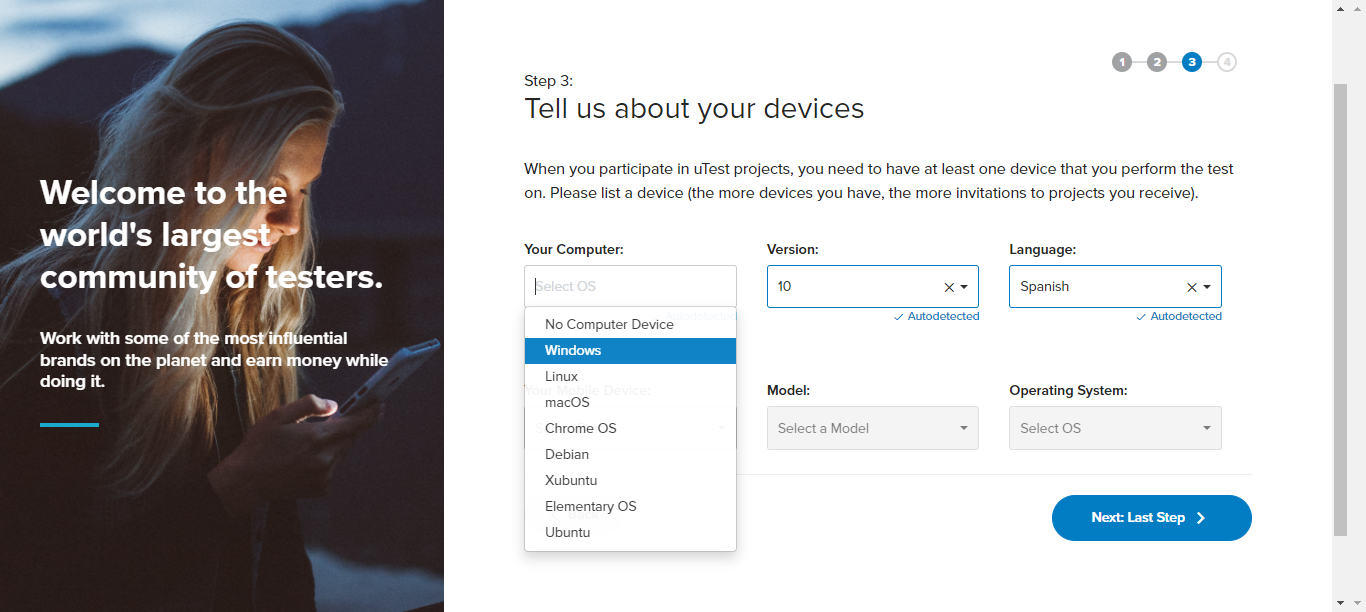 Welcome to the
world's largest
community of testers.
Work with some of the most influential
brands on the planet and earn money while
doing it.
1 2 3 4
Step 3:
Tell us about your devices
When you participate in uTest projects, you need to have at least one device that you perform the test
on. Please list a device (the more devices you have, the more invitations to projects you receive).
Your Computer: Version: Language:
Select OS 10 Spanish
Autodetected Autodetected Autodetected
No Computer Device
Windows
Linux
macOS
Chrome OS
Debian
Xubuntu
Elementary OS
Ubuntu
Your Mobile Device: Model: Operating System:
Select a Model Select OS
Next: Last Step